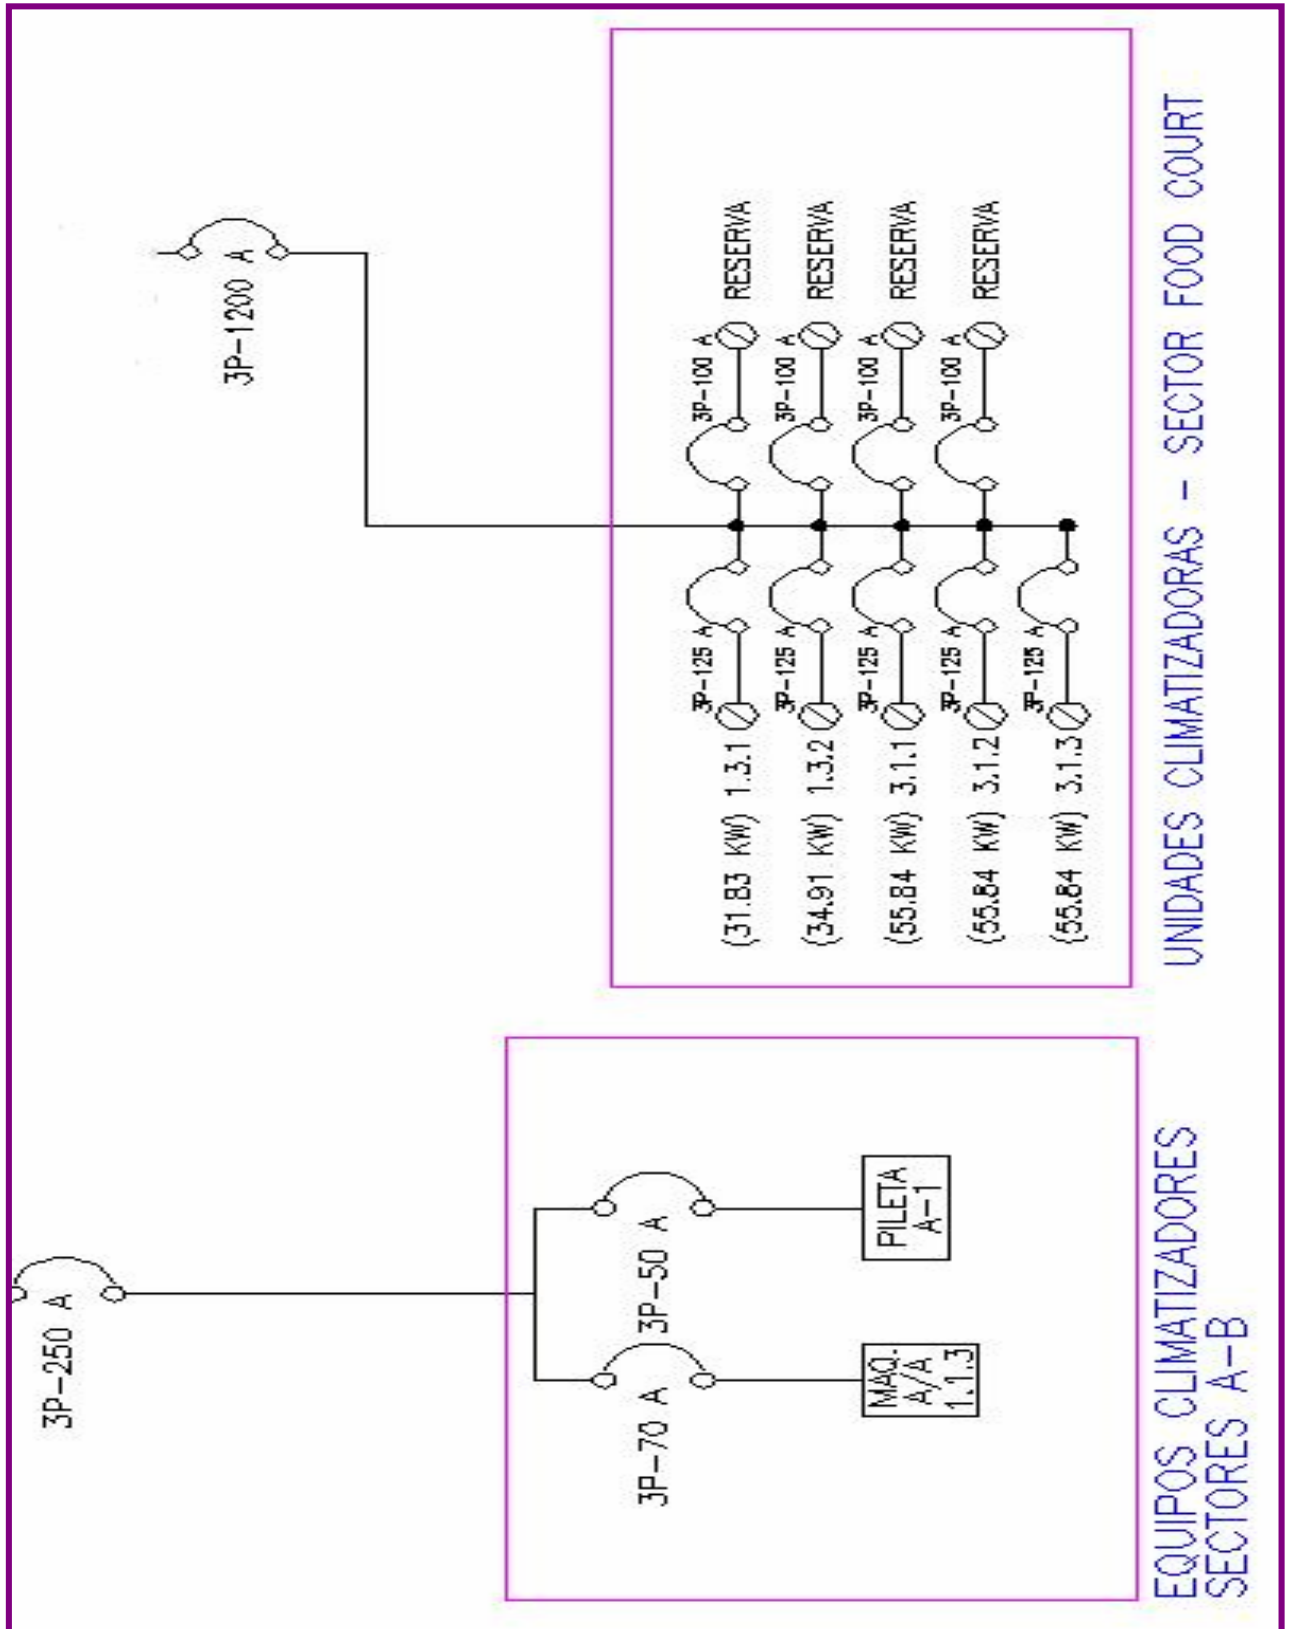 3P-250 A
3P-70 A
3P-50 A
MAQ.
A/A
1.1.3
PILETA
A-1
EQUIPOS CLIMATIZADORES
SECTORES A-B
3P-1200 A
(31.83 KW) 1.3.1
3P-125 A
3P-100 A
RESERVA
(34.91 KW) 1.3.2
3P-125 A
3P-100 A
RESERVA
(55.84 KW) 3.1.1
3P-125 A
3P-100 A
RESERVA
(55.84 KW) 3.1.2
3P-125 A
3P-100 A
RESERVA
(55.84 KW) 3.1.3
3P-125 A
UNIDADES CLIMATIZADORAS - SECTOR FOOD COURT